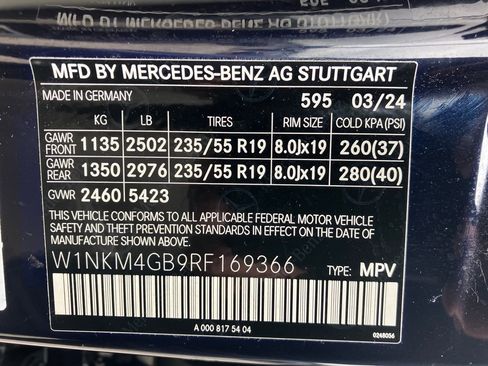 MFD BY MERCEDES-BENZ AG STUTTGART
MADE IN GERMANY 595 03/24
KG LB TIRES RIM SIZE COLD KPA(PSI)
GAWR FRONT 1135 2502 235/55 R19 8.0Jx19 260(37)
GAWR REAR 1350 2976 235/55 R19 8.0Jx19 280(40)
GVWR 2460 5423
THIS VEHICLE CONFORMS TO ALL APPLICABLE FEDERAL MOTOR VEHICLE
SAFETY AND THEFT PREVENTION STANDARDS IN EFFECT ON THE DATE
OF MANUFACTURE SHOWN ABOVE.
W1NKM4GB9RF169366 TYPE: MPV
A 000 817 54 04
0248056